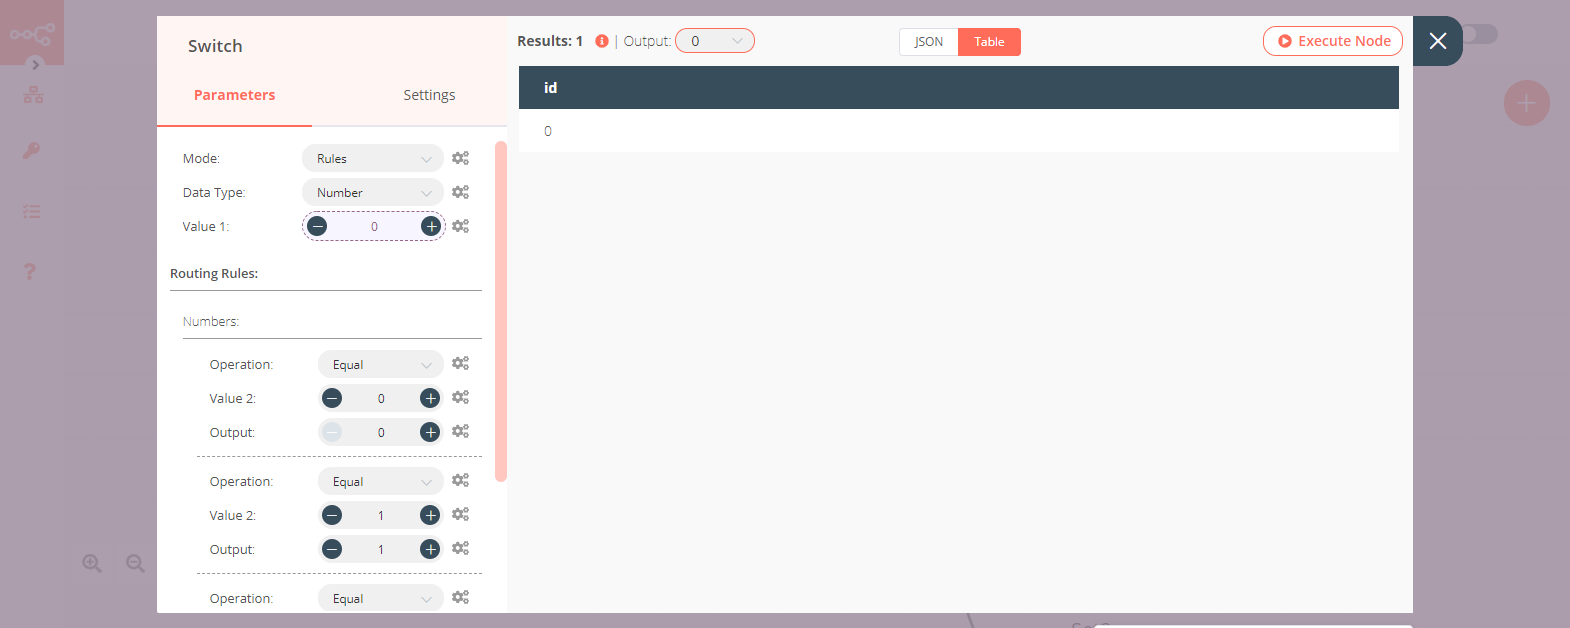 Switch
Parameters
Settings
Mode:
Rules
Data Type:
Number
Value 1:
0
Routing Rules:
Numbers:
Operation:
Equal
Value 2:
0
Output:
0
Operation:
Equal
Value 2:
1
Output:
1
Operation:
Equal
Results: 1 | Output: 0
JSON
Table
Execute Node
id
0